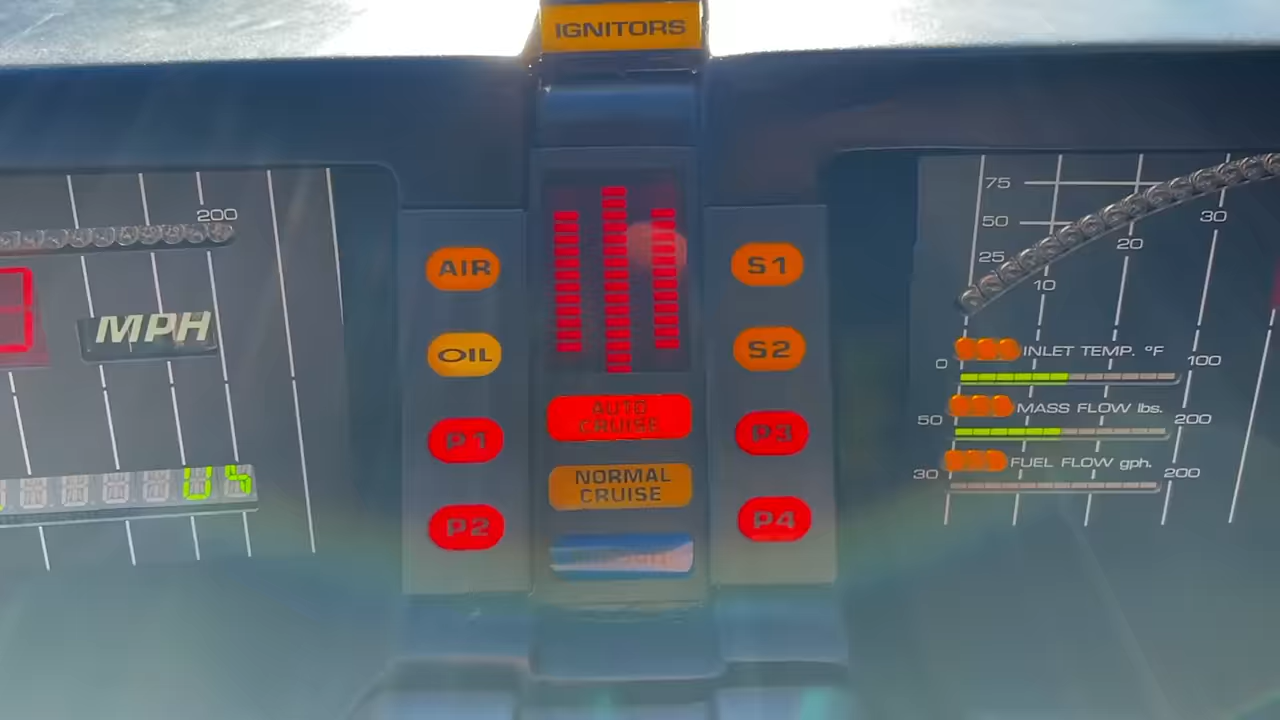 IGNITORS
200
MPH
AIR
OIL
P1
P2
AUTO
CRUISE
NORMAL
CRUISE
S1
S2
P3
P4
75
50
25
10
20
30
INLET TEMP. °F
0
100
MASS FLOW lbs.
50
200
FUEL FLOW gph.
30
200